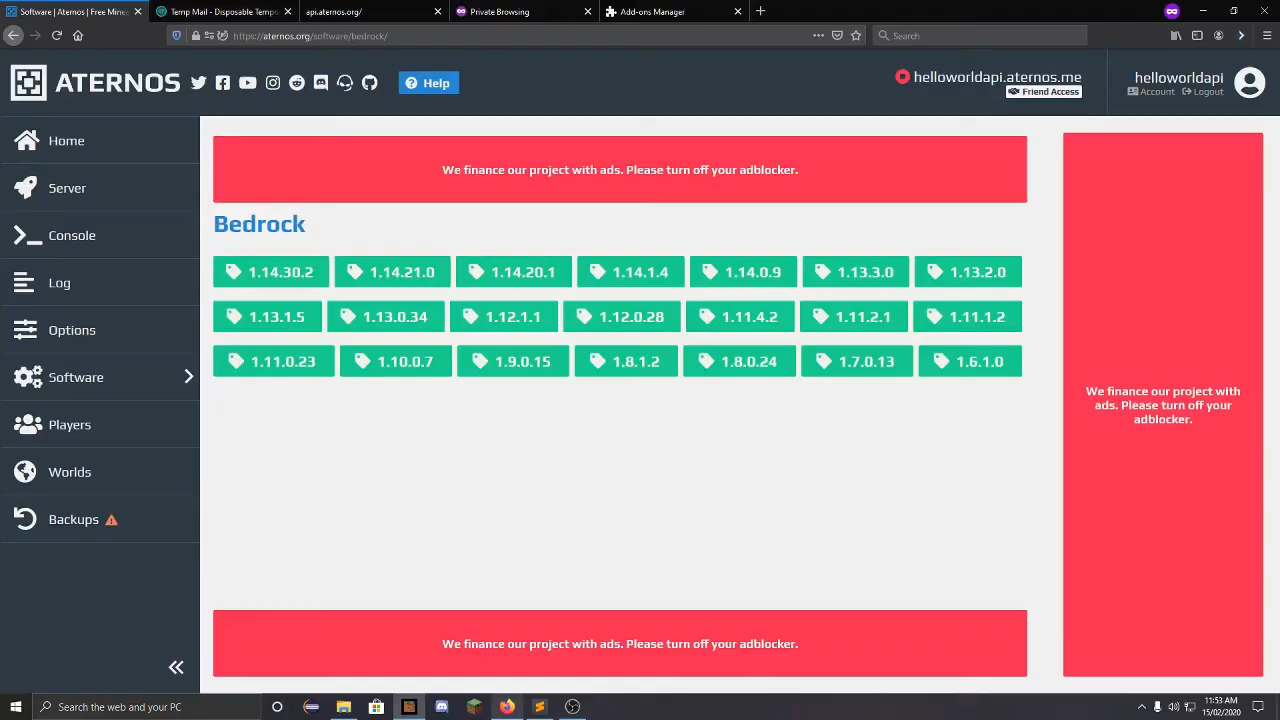 Software | Aternos | Free Mine
Temp Mail - Disposable Tempo
api.aternos.org/
Private Browsing
Add-ons Manager
https://aternos.org/software/bedrock/
Search
ATERNOS
Help
helloworldapi.aternos.me
Friend Access
helloworldapi
Account
Logout
Home
Server
Console
Log
Options
Software
Players
Worlds
Backups
We finance our project with ads. Please turn off your adblocker.
Bedrock
1.14.30.2 1.14.21.0 1.14.20.1 1.14.1.4 1.14.0.9 1.13.3.0 1.13.2.0
1.13.1.5 1.13.0.34 1.12.1.1 1.12.0.28 1.11.4.2 1.11.2.1 1.11.1.2
1.11.0.23 1.10.0.7 1.9.0.15 1.8.1.2 1.8.0.24 1.7.0.13 1.6.1.0
We finance our project with ads. Please turn off your adblocker.
We finance our project with
ads. Please turn off your
adblocker.
Search the web and your PC
11:53 AM
15/02/2020